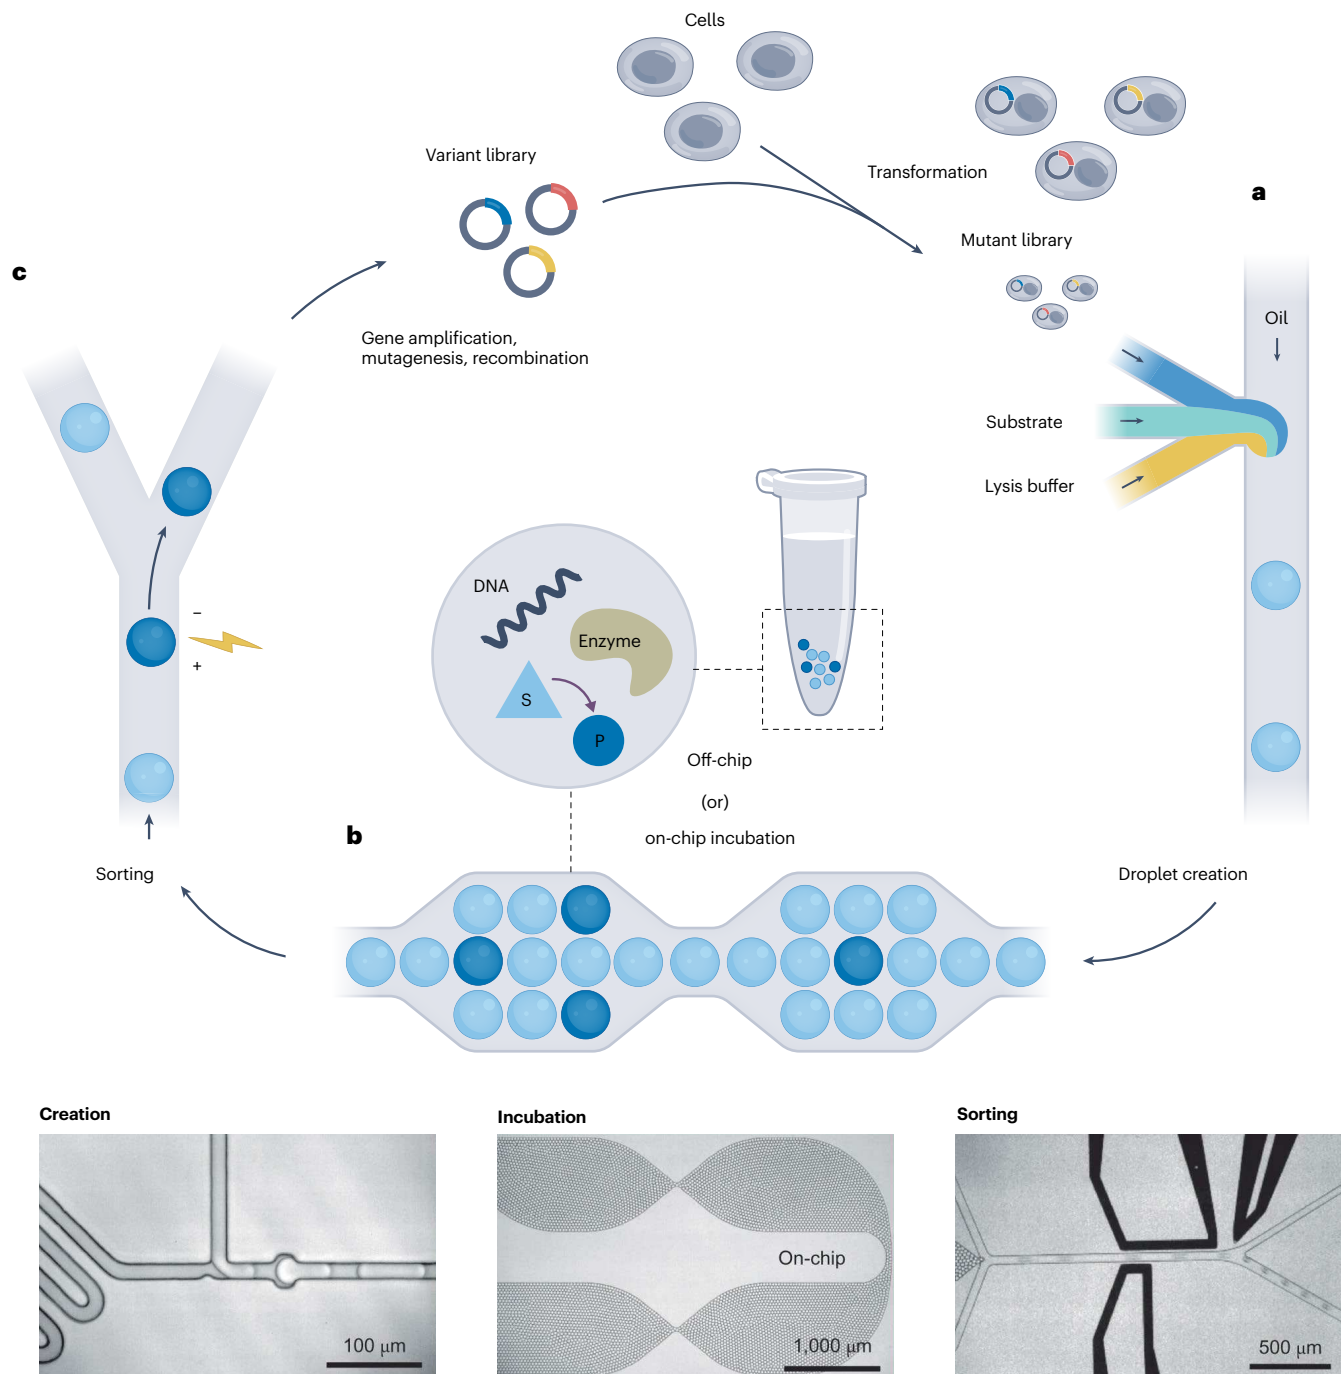 Cells
Variant library
Transformation
a
Mutant library
c
Oil
Gene amplification,
mutagenesis, recombination
Substrate
Lysis buffer
DNA
Enzyme
−
+
S
P
Off-chip
(or)
on-chip incubation
b
Sorting
Droplet creation
Creation
Incubation
Sorting
On-chip
100 μm
1,000 μm
500 μm